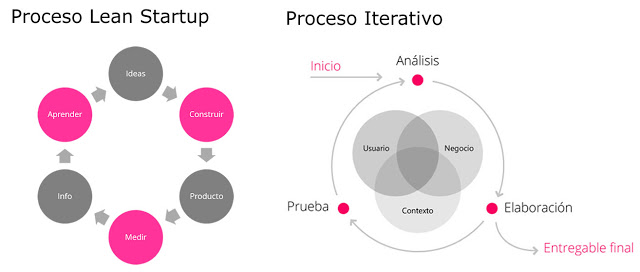 Proceso Lean Startup
Ideas
Construir
Producto
Medir
Info
Aprender
Proceso Iterativo
Inicio
Análisis
Usuario
Negocio
Contexto
Prueba
Elaboración
Entregable final